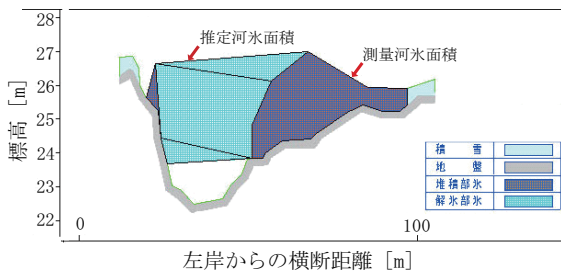 28
27
26
25
24
23
22
標高 [m]
推定河氷面積
測量河氷面積
積 雪
地 盤
堆積部氷
解氷部氷
0
100
左岸からの横断距離 [m]